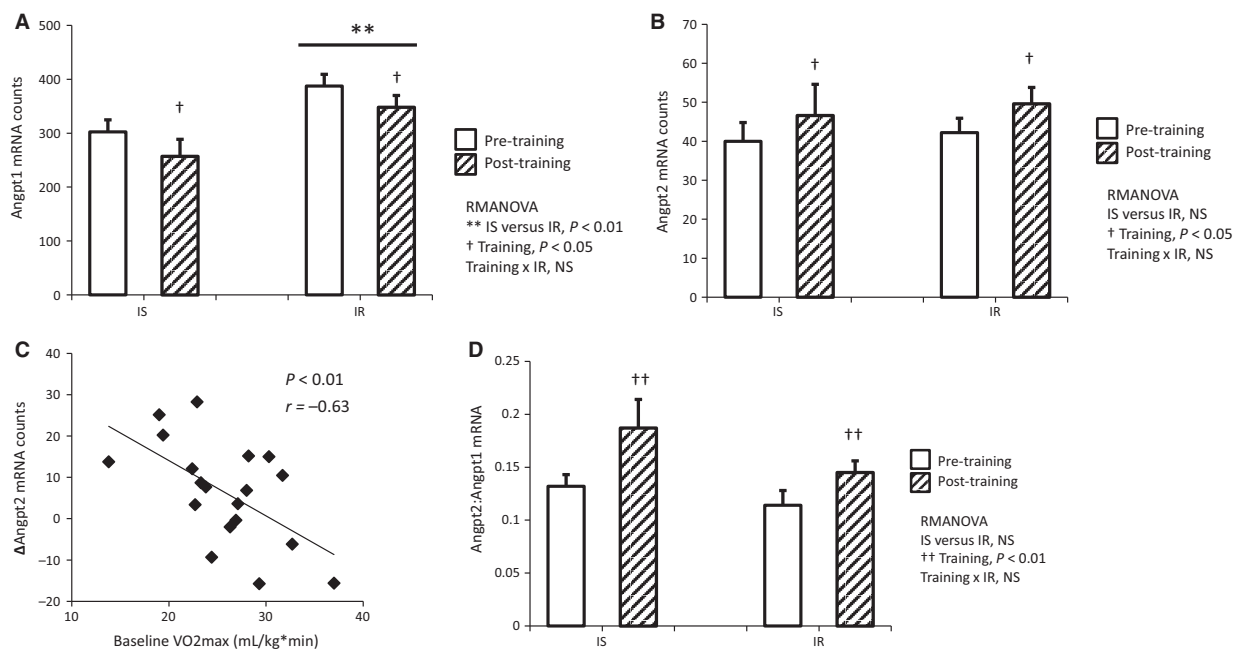 A
500
400
300
200
100
0
Angpt1 mRNA counts
**
†
†
IS
IR
Pre-training
Post-training
RMANOVA
** IS versus IR, P < 0.01
† Training, P < 0.05
Training x IR, NS
B
70
60
50
40
30
20
10
0
Angpt2 mRNA counts
†
†
IS
IR
Pre-training
Post-training
RMANOVA
IS versus IR, NS
† Training, P < 0.05
Training x IR, NS
C
40
30
20
10
0
−10
−20
ΔAngpt2 mRNA counts
P < 0.01
r = −0.63
10
20
30
40
Baseline VO2max (mL/kg*min)
D
0.25
0.2
0.15
0.1
0.05
0
Angpt2:Angpt1 mRNA
††
††
IS
IR
Pre-training
Post-training
RMANOVA
IS versus IR, NS
†† Training, P < 0.01
Training x IR, NS